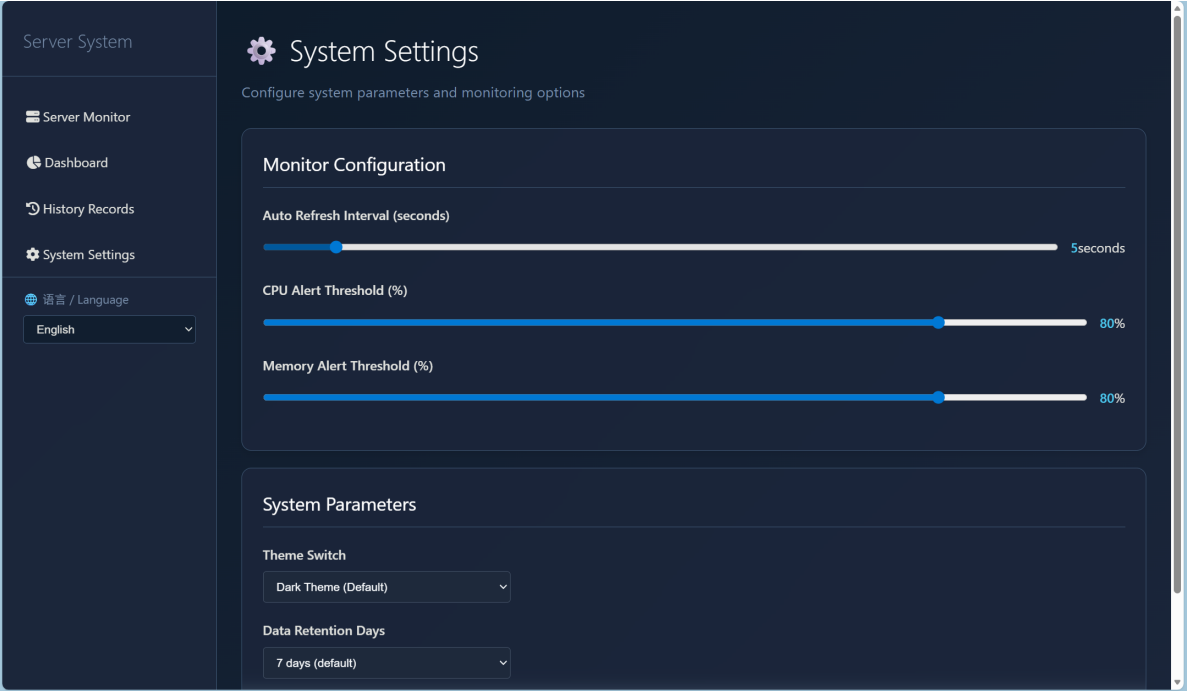 Server System
Server Monitor
Dashboard
History Records
System Settings
语言 / Language
English
System Settings
Configure system parameters and monitoring options
Monitor Configuration
Auto Refresh Interval (seconds)
5seconds
CPU Alert Threshold (%)
80%
Memory Alert Threshold (%)
80%
System Parameters
Theme Switch
Dark Theme (Default)
Data Retention Days
7 days (default)